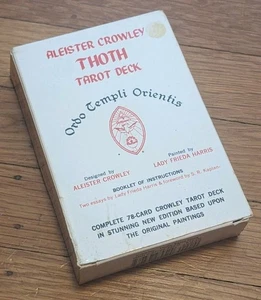 ALEISTER CROWLEY
THOTH
TAROT DECK
Ordo Templi Orientis
Designed by
ALEISTER CROWLEY
Painted by
LADY FRIEDA HARRIS
BOOKLET OF INSTRUCTIONS
Two essays by Lady Frieda Harris & Foreword by S. R. Kaplan
COMPLETE 78-CARD CROWLEY TAROT DECK
IN STUNNING NEW EDITION BASED UPON
THE ORIGINAL PAINTINGS